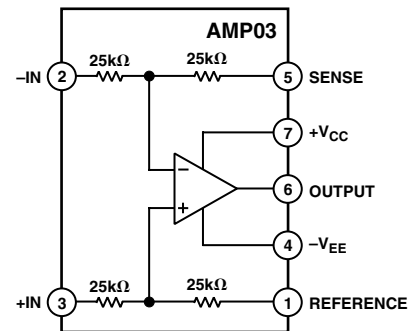 AMP03
25kΩ 25kΩ
–IN 2 5 SENSE
7 +VCC
–
6 OUTPUT
+
4 –VEE
25kΩ 25kΩ
+IN 3 1 REFERENCE